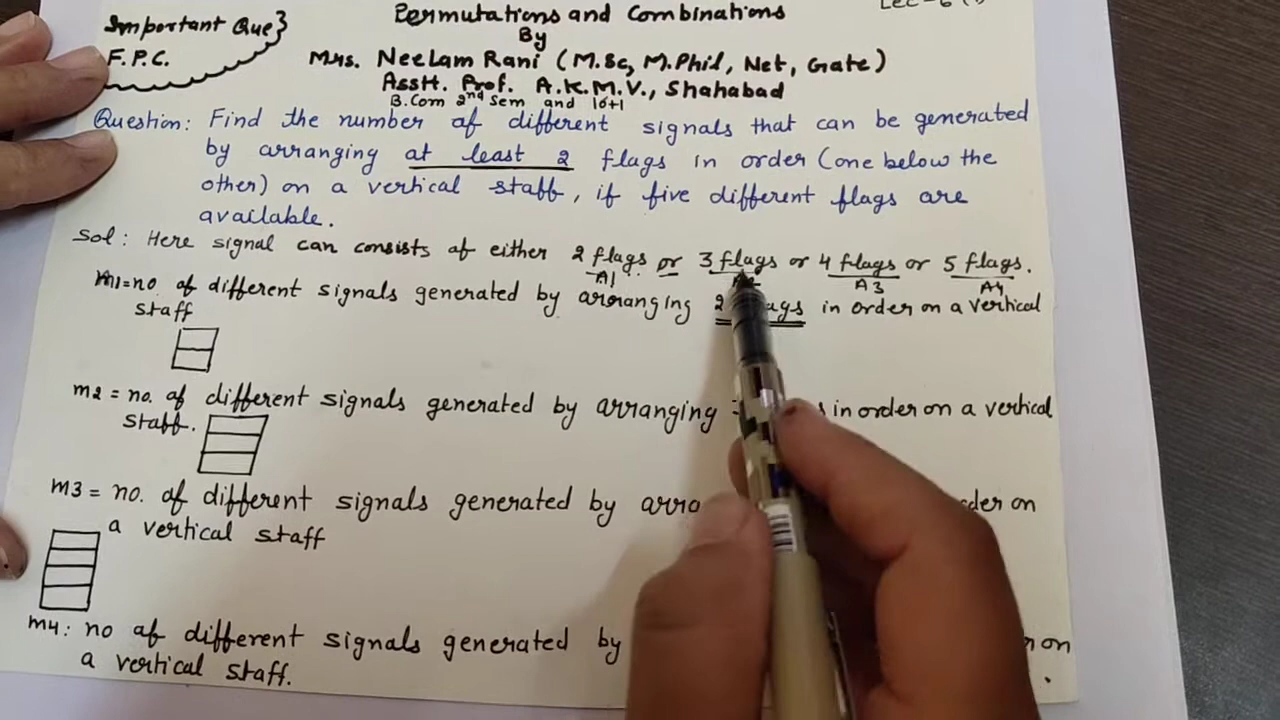 Important Que
F.P.C.
Permutations and Combinations
By
Mrs. Neelam Rani (M.Sc, M.Phil, Net, Gate)
Asstt. Prof. A.K.M.V., Shahabad
B.Com 2nd Sem and 10+1
Question: Find the number of different signals that can be generated
by arranging at least 2 flags in order (one below the
other) on a vertical staff, if five different flags are
available.
Sol: Here signal can consists of either 2 flags or 3 flags or 4 flags or 5 flags.
A1 A3 A4
m1=no of different signals generated by arranging 2 in order on a vertical
staff
m2 = no. of different signals generated by arranging in order on a vertical
staff.
m3 = no. of different signals generated by on
a vertical staff
m4: no of different signals generated by on
a vertical staff.